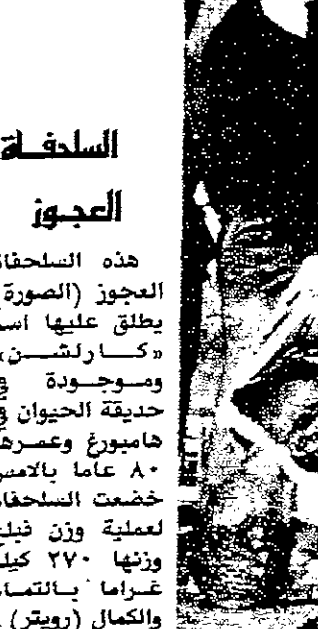 السلحفاة
العجوز
هذه السلحفاة
العجوز (الصورة)
يطلق عليها اسم
«كارلشن»
وموجودة في
حديقة الحيوان في
هامبورغ وعمرها
٨٠ عاما بالامس
خضعت السلحفاة
لعملية وزن فبلغ
وزنها ٢٧٠ كيلو
غراما بالتمام
والكمال (رويتر)